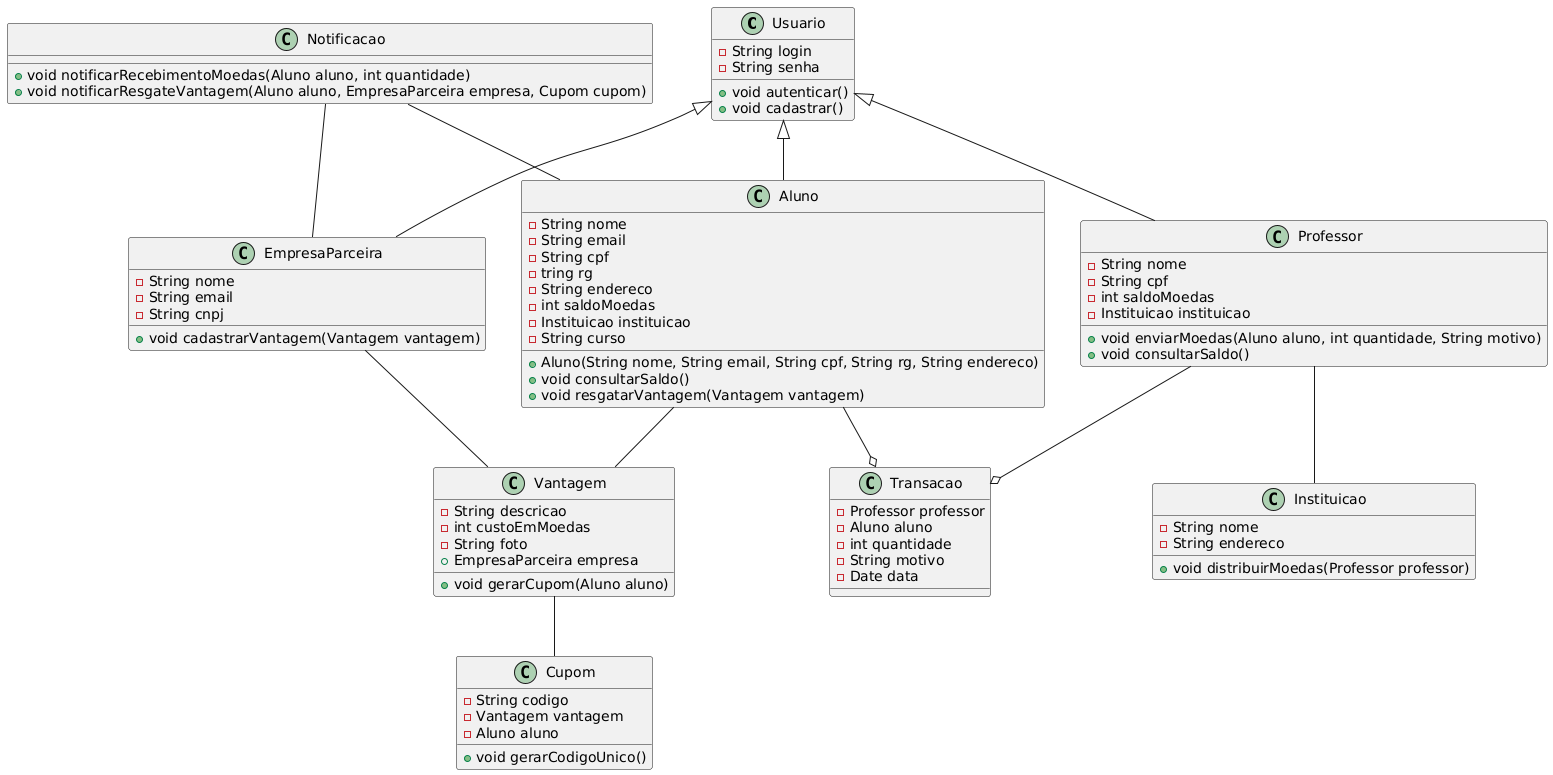 Notificacao
void notificarRecebimentoMoedas(Aluno aluno, int quantidade)
void notificarResgateVantagem(Aluno aluno, EmpresaParceira empresa, Cupom cupom)
C Usuario
String login
String senha
void autenticar()
void cadastrar()
C EmpresaParceira
String nome
String email
String cnpj
void cadastrarVantagem(Vantagem vantagem)
C Aluno
String nome
String email
String cpf
tring rg
String endereco
int saldoMoedas
Instituicao instituicao
String curso
Aluno(String nome, String email, String cpf, String rg, String endereco)
void consultarSaldo()
void resgatarVantagem(Vantagem vantagem)
C Professor
String nome
String cpf
int saldoMoedas
Instituicao instituicao
void enviarMoedas(Aluno aluno, int quantidade, String motivo)
void consultarSaldo()
C Vantagem
String descricao
int custoEmMoedas
String foto
EmpresaParceira empresa
void gerarCupom(Aluno aluno)
C Transacao
Professor professor
Aluno aluno
int quantidade
String motivo
Date data
C Instituicao
String nome
String endereco
void distribuirMoedas(Professor professor)
C Cupom
String codigo
Vantagem vantagem
Aluno aluno
void gerarCodigoUnico()